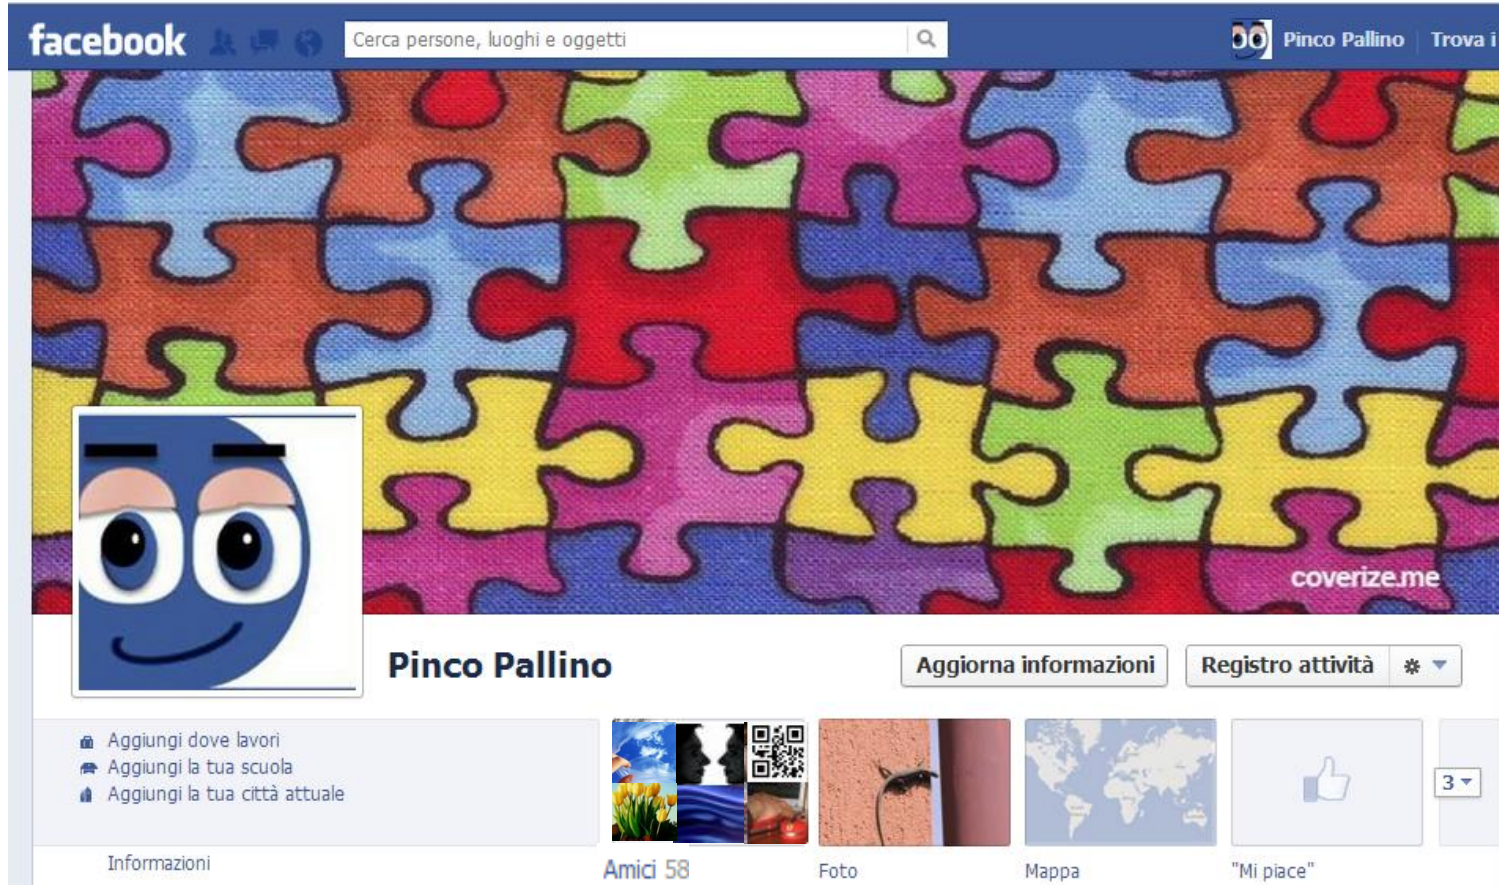 facebook
Cerca persone, luoghi e oggetti
Pinco Pallino
Trova i
coverize.me
Pinco Pallino
Aggiorna informazioni
Registro attività
Aggiungi dove lavori
Aggiungi la tua scuola
Aggiungi la tua città attuale
3
Informazioni
Amici 58
Foto
Mappa
"Mi piace"